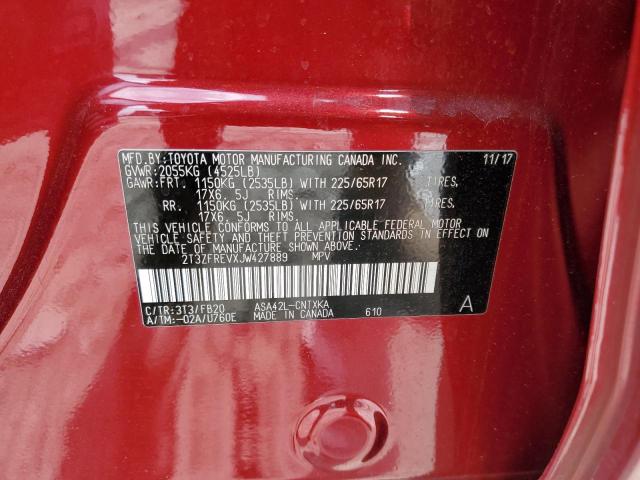 MFD.BY:TOYOTA MOTOR MANUFACTURING CANADA INC. 11/17
GVWR:2055KG (4525LB)
GAWR:FRT. 1150KG (2535LB) WITH 225/65R17 TIRES,
17X6.5J RIMS,
RR. 1150KG (2535LB) WITH 225/65R17 TIRES,
17X6.5J RIMS
THIS VEHICLE CONFORMS TO ALL APPLICABLE FEDERAL MOTOR
VEHICLE SAFETY AND THEFT PREVENTION STANDARDS IN EFFECT ON
THE DATE OF MANUFACTURE SHOWN ABOVE.
2T3ZFREVXJW427889 MPV
C/TR:3T3/FB20 ASA42L-CNTXKA A
A/TM:-02A/U760E MADE IN CANADA 610